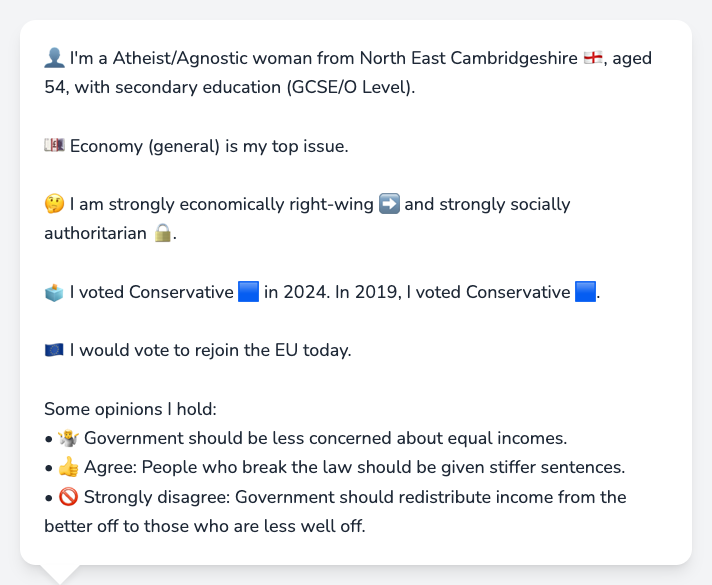 👤 I'm a Atheist/Agnostic woman from North East Cambridgeshire 🏴󠁧󠁢󠁥󠁮󠁧󠁿, aged
54, with secondary education (GCSE/O Level).
💷 Economy (general) is my top issue.
🤔 I am strongly economically right-wing ➡️ and strongly socially
authoritarian 🔒.
🗳️ I voted Conservative 🟦 in 2024. In 2019, I voted Conservative 🟦.
🇪🇺 I would vote to rejoin the EU today.
Some opinions I hold:
• 🤷 Government should be less concerned about equal incomes.
• 👍 Agree: People who break the law should be given stiffer sentences.
• 🚫 Strongly disagree: Government should redistribute income from the
better off to those who are less well off.